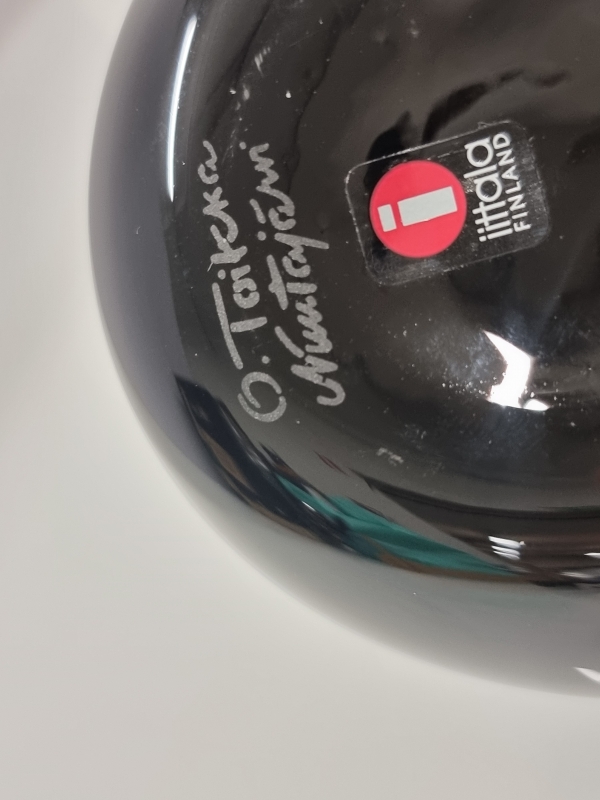 O. Toikka
Nuutajärvi
i
iittala
FINLAND